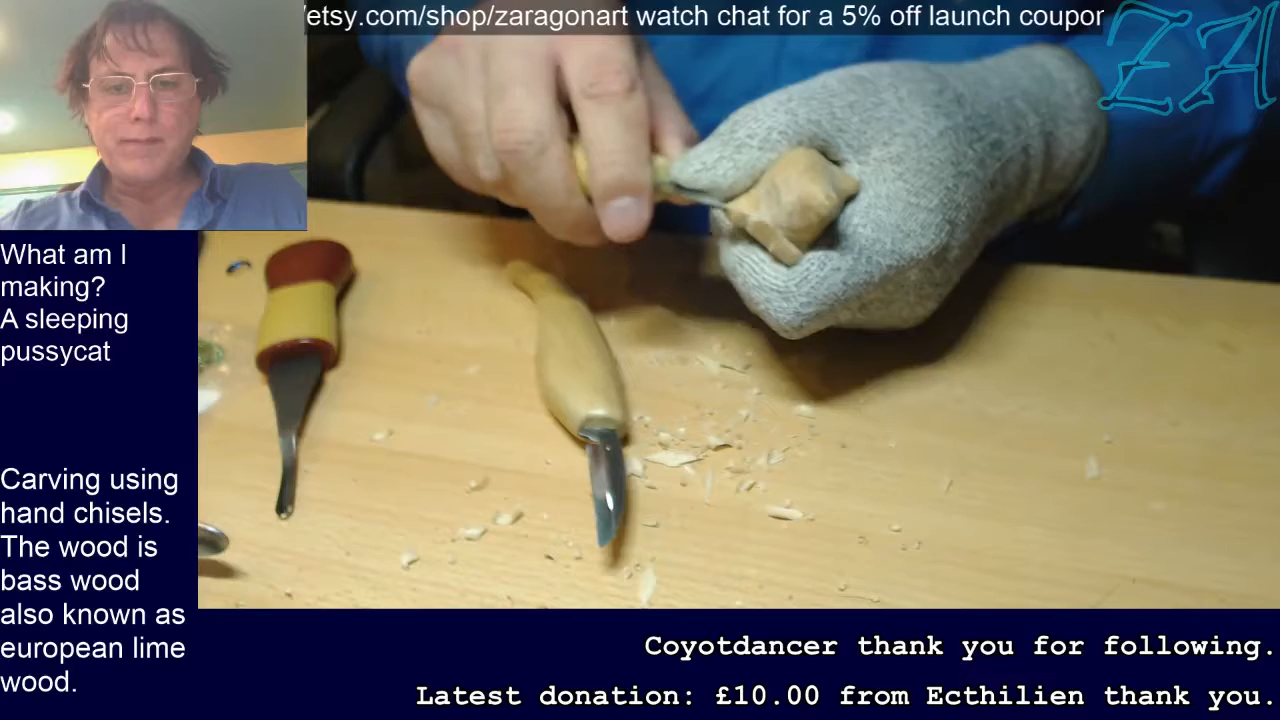 /etsy.com/shop/zaragonart watch chat for a 5% off launch coupon
ZA
What am I
making?
A sleeping
pussycat
Carving using
hand chisels.
The wood is
bass wood
also known as
european lime
wood.
Coyotdancer thank you for following.
Latest donation: £10.00 from Ecthilien thank you.